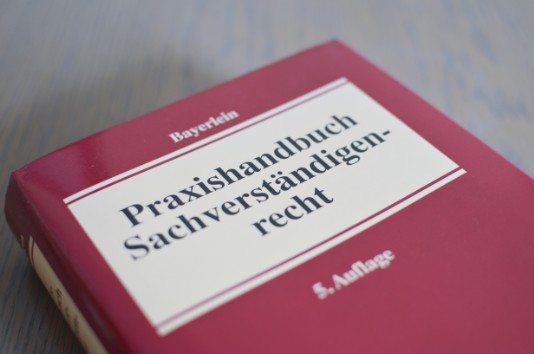 Bayerlein
Praxishandbuch
Sachverständigen-
recht
5. Auflage